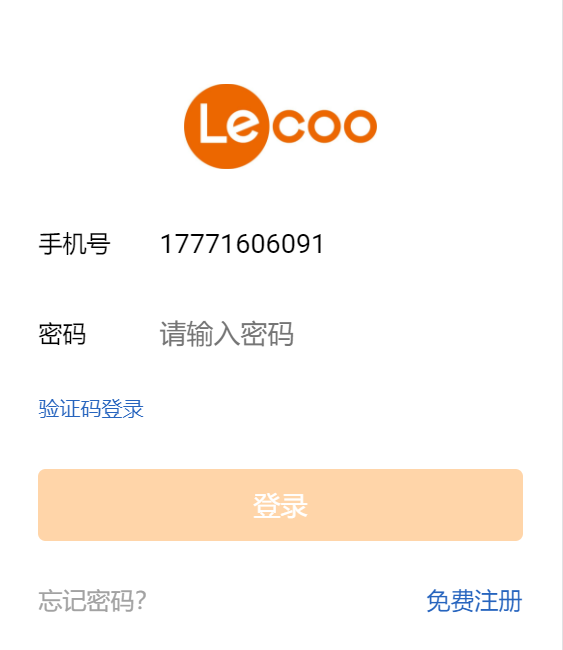 Lecoo
手机号 17771606091
密码 请输入密码
验证码登录
登录
忘记密码? 免费注册